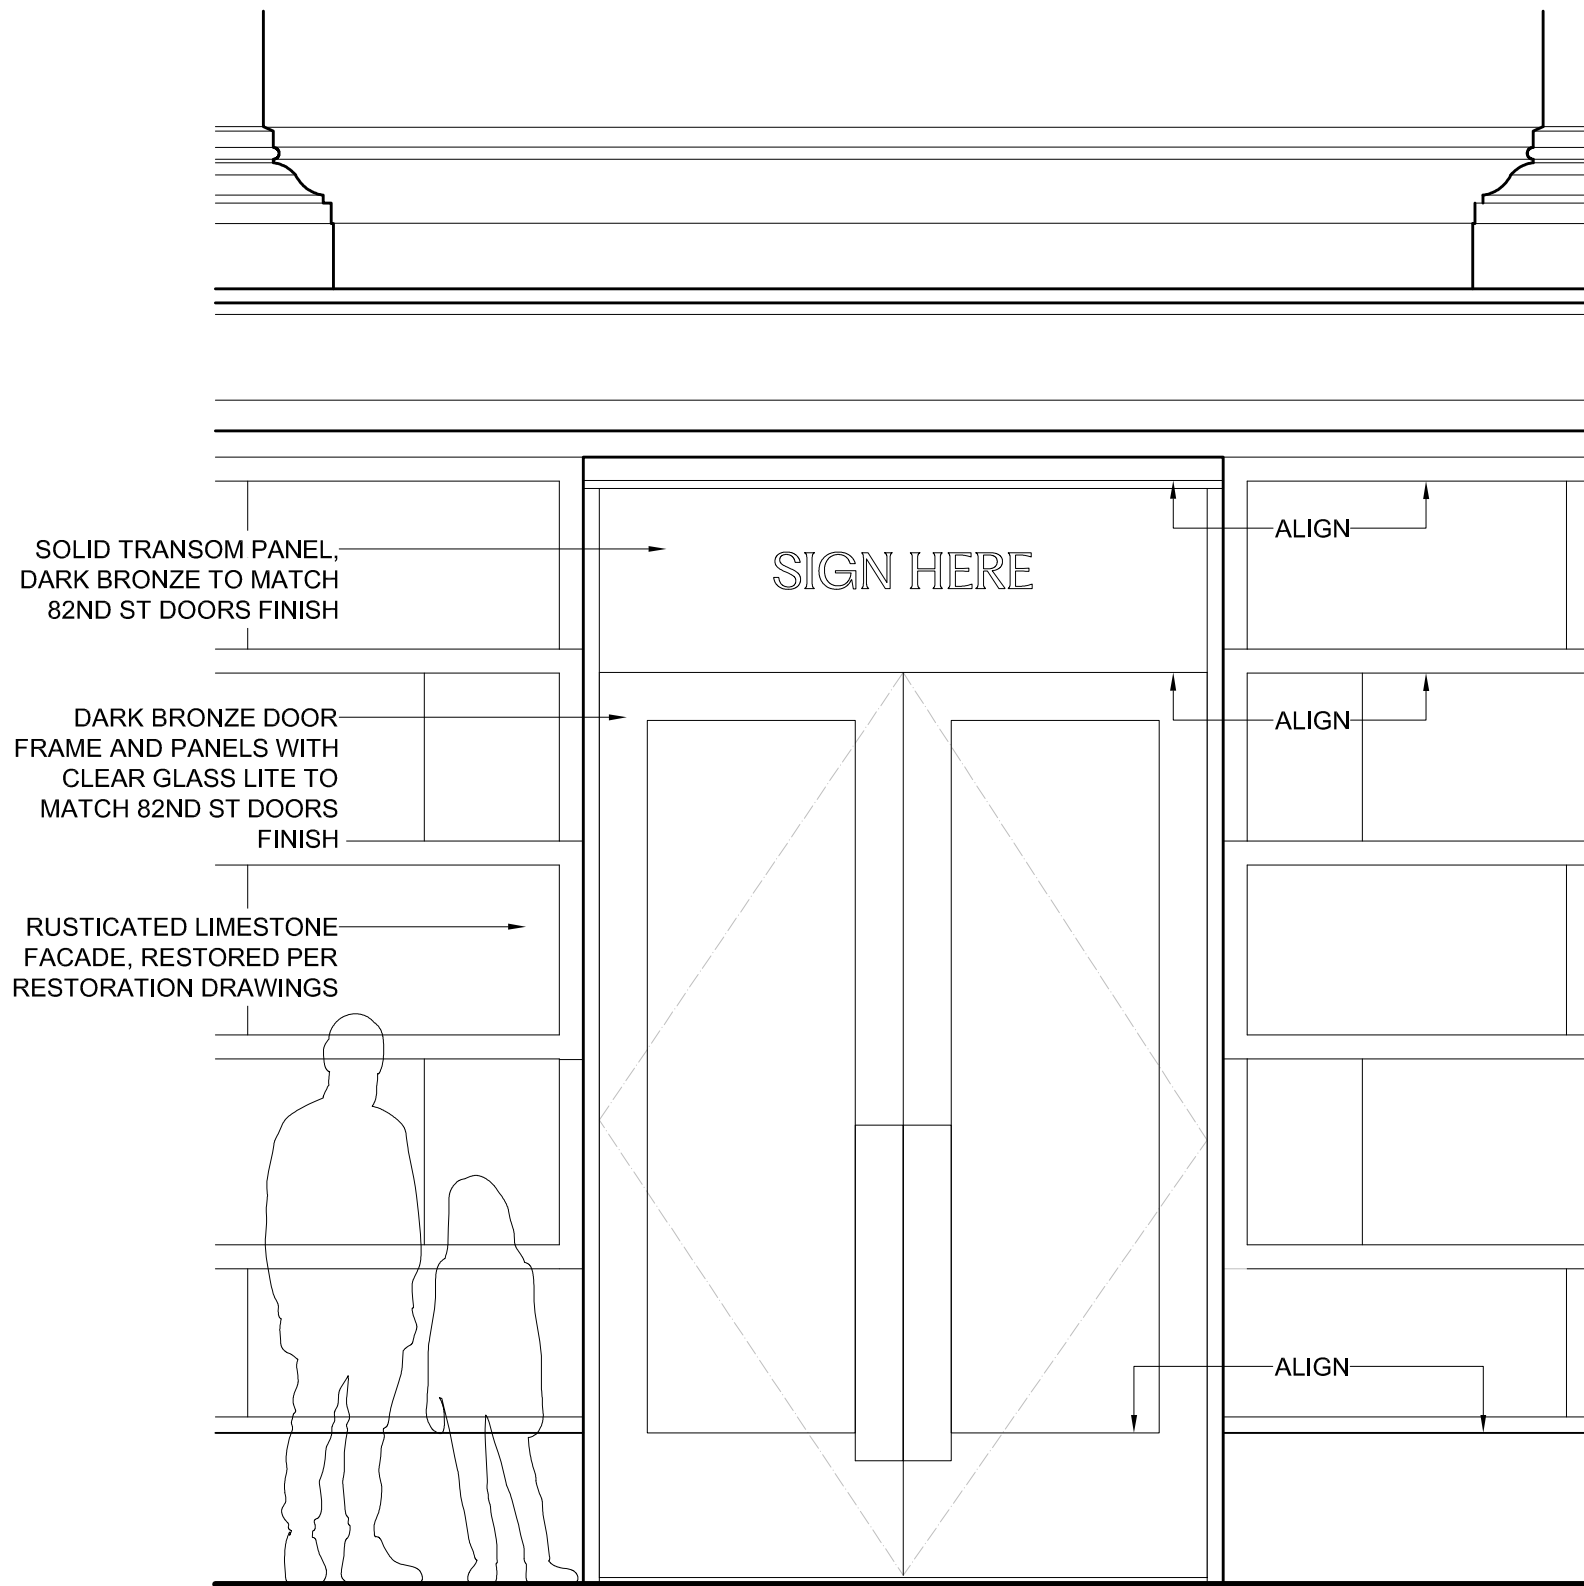 SOLID TRANSOM PANEL,
DARK BRONZE TO MATCH
82ND ST DOORS FINISH
SIGN HERE
ALIGN
DARK BRONZE DOOR
FRAME AND PANELS WITH
CLEAR GLASS LITE TO
MATCH 82ND ST DOORS
FINISH
ALIGN
RUSTICATED LIMESTONE
FACADE, RESTORED PER
RESTORATION DRAWINGS
ALIGN